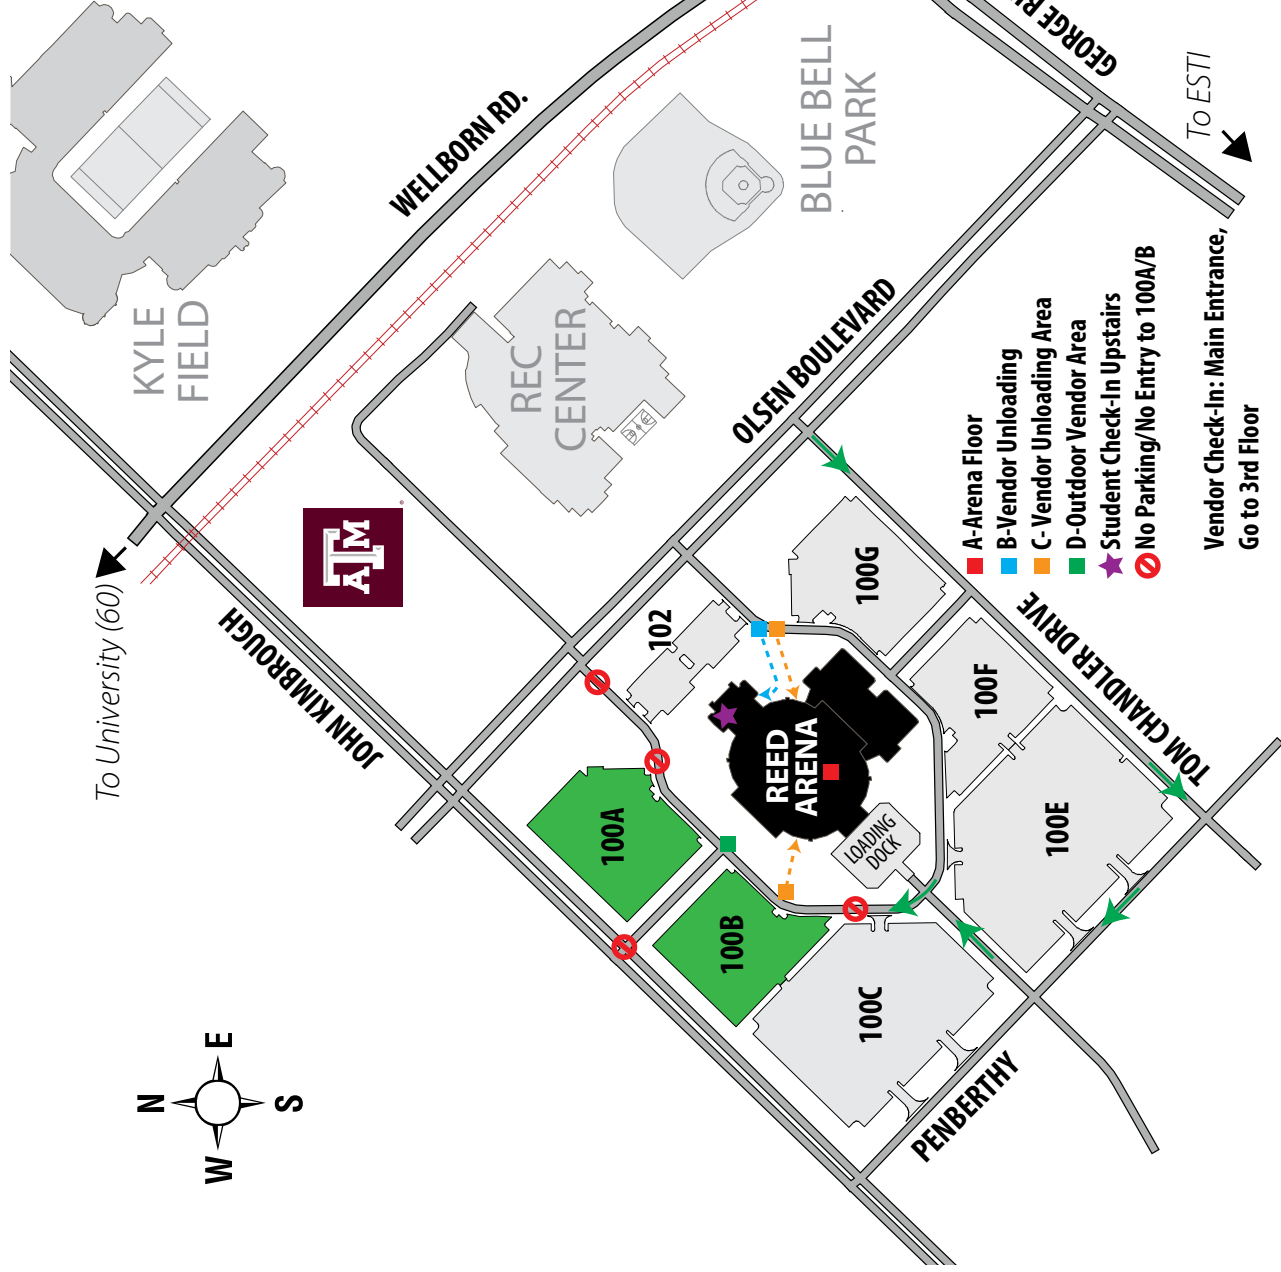 KYLE
FIELD
WELLBORN RD.
BLUE BELL
PARK
GEORGE
To ESTI
To University (60)
JOHN KIMBROUGH
ATM
REC
CENTER
OLSEN BOULEVARD
102
100G
100F
100E
100A
100B
100C
REED
ARENA
LOADING
DOCK
TOM CHANDLER DRIVE
PENBERTHY
N
E
S
W
A-Arena Floor
B-Vendor Unloading
C- Vendor Unloading Area
D-Outdoor Vendor Area
Student Check-In Upstairs
No Parking/No Entry to 100A/B
Vendor Check-In: Main Entrance,
Go to 3rd Floor